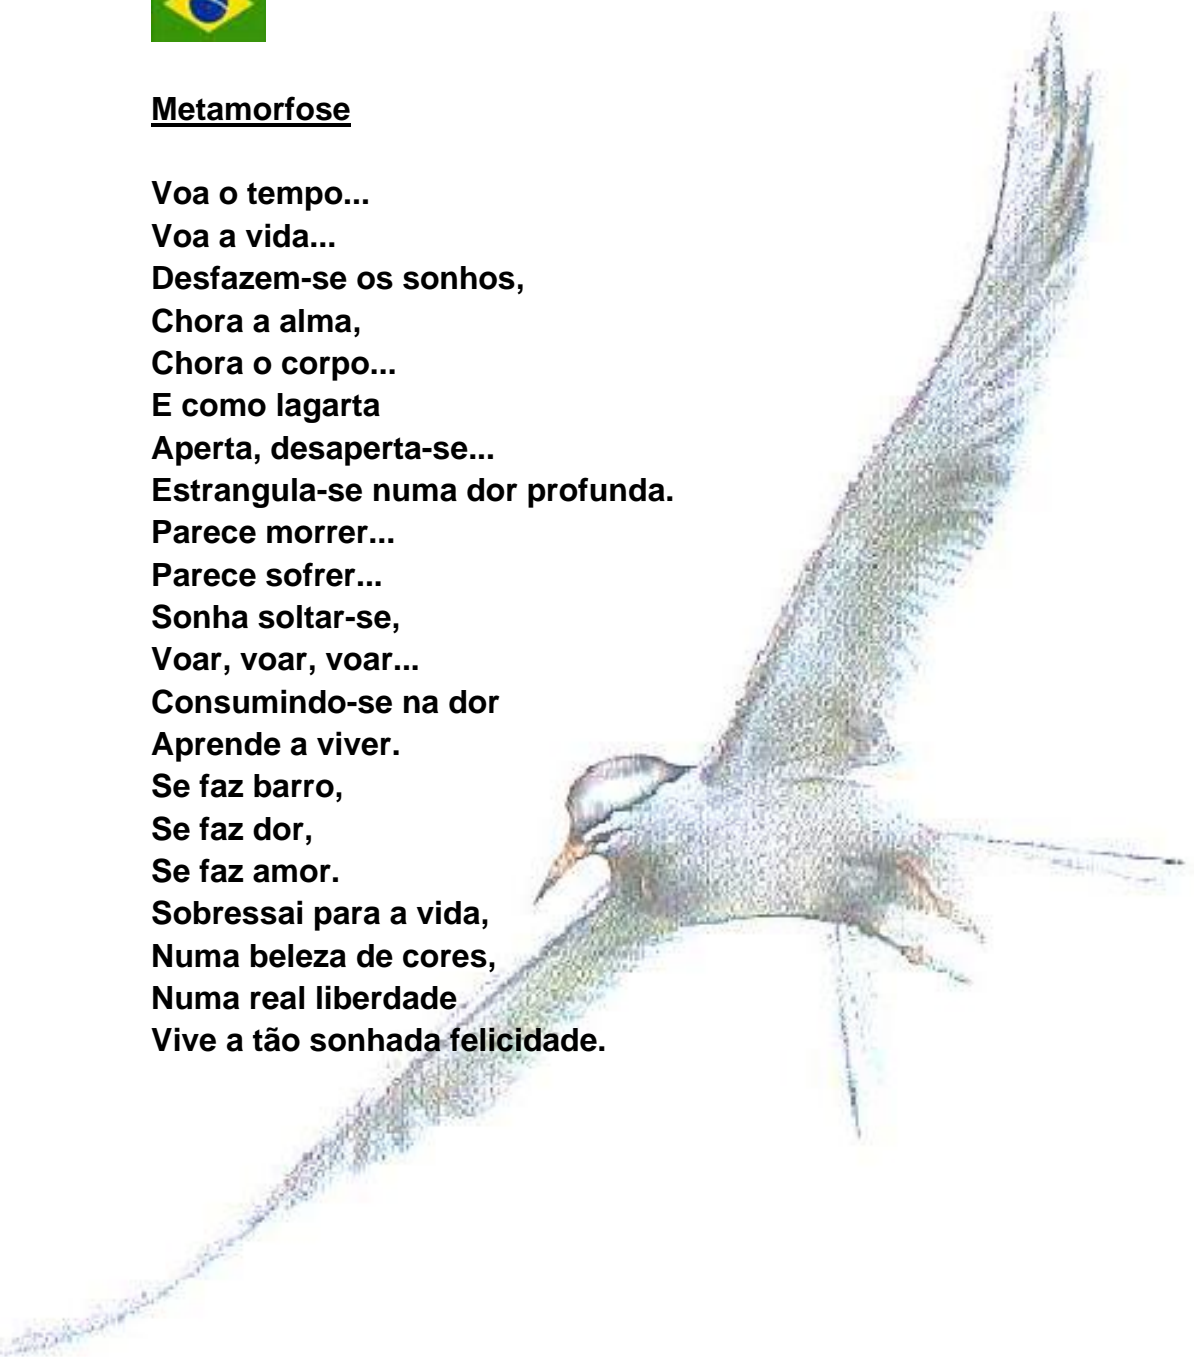 Metamorfose
Voa o tempo...
Voa a vida...
Desfazem-se os sonhos,
Chora a alma,
Chora o corpo...
E como lagarta
Aperta, desaperta-se...
Estrangula-se numa dor profunda.
Parece morrer...
Parece sofrer...
Sonha soltar-se,
Voar, voar, voar...
Consumindo-se na dor
Aprende a viver.
Se faz barro,
Se faz dor,
Se faz amor.
Sobressai para a vida,
Numa beleza de cores,
Numa real liberdade
Vive a tão sonhada felicidade.